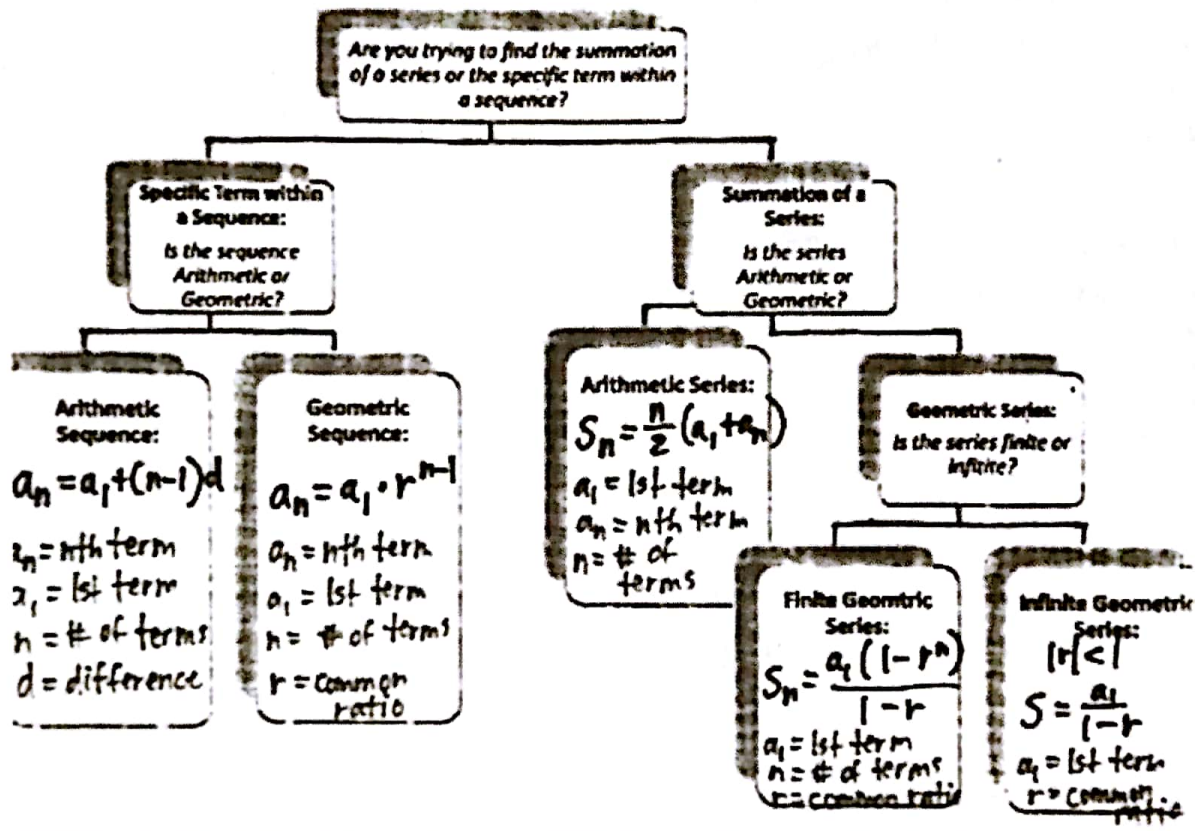 Are you trying to find the summation
of a series or the specific term within
a sequence?
Specific Term within
a Sequence:
Is the sequence
Arithmetic or
Geometric?
Summation of a
Series:
Is the series
Arithmetic or
Geometric?
Arithmetic
Sequence:
aₙ = a₁+(n-1)d
aₙ = nth term
a₁ = 1st term
n = # of terms
d = difference
Geometric
Sequence:
aₙ = a₁ · rⁿ⁻¹
aₙ = nth term
a₁ = 1st term
n = # of terms
r = common
ratio
Arithmetic Series:
Sₙ = n/2 (a₁ + aₙ)
a₁ = 1st term
aₙ = nth term
n = # of
terms
Geometric Series:
Is the series finite or
infinite?
Finite Geomtric
Series:
Sₙ = a₁(1-rⁿ)/1-r
a₁ = 1st term
n = # of terms
r = common ratio
Infinite Geometric
Series:
|r|<1
S = a₁/1-r
a₁ = 1st term
r = common
ratio